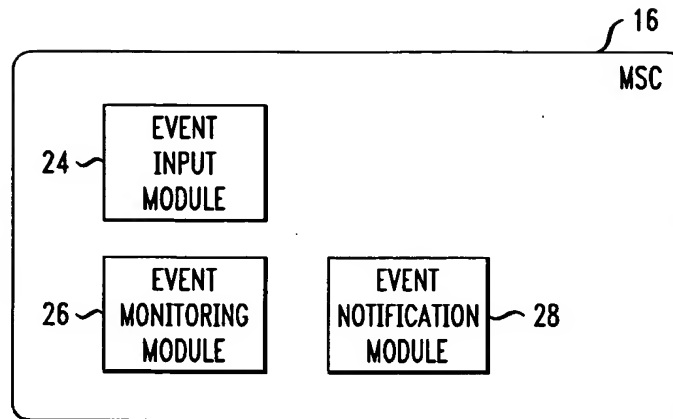 16
MSC
24
EVENT
INPUT
MODULE
26
EVENT
MONITORING
MODULE
EVENT
NOTIFICATION
MODULE
28